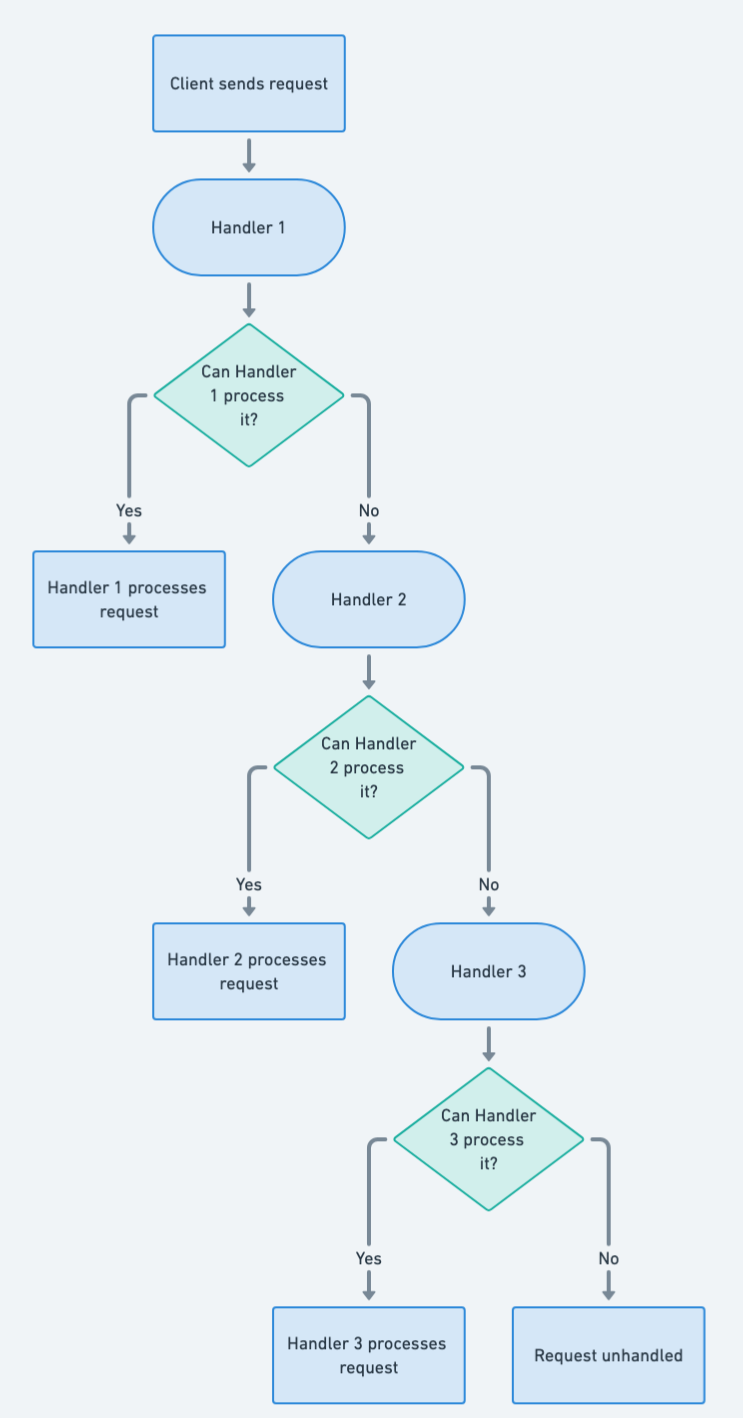 Client sends request
Handler 1
Can Handler
1 process
it?
Yes
No
Handler 1 processes
request
Handler 2
Can Handler
2 process
it?
Yes
No
Handler 2 processes
request
Handler 3
Can Handler
3 process
it?
Yes
No
Handler 3 processes
request
Request unhandled